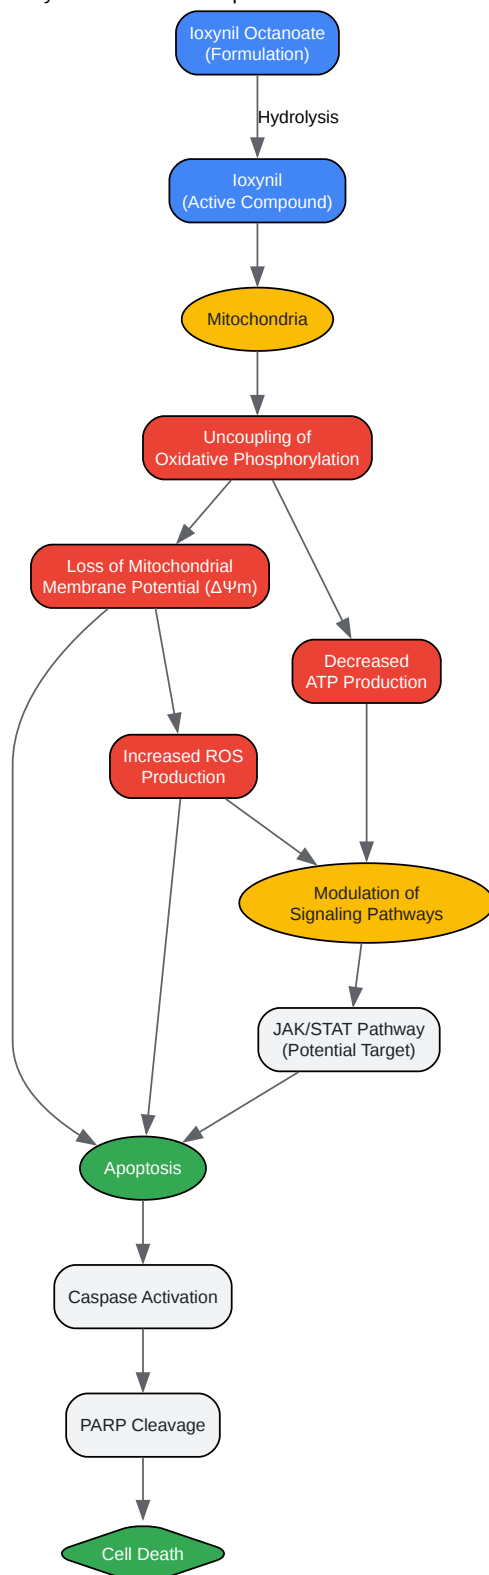 Ioxynil Octanoate
(Formulation)
Hydrolysis
Ioxynil
(Active Compound)
Mitochondria
Uncoupling of
Oxidative Phosphorylation
Loss of Mitochondrial
Membrane Potential (ΔΨm)
Decreased
ATP Production
Increased ROS
Production
Modulation of
Signaling Pathways
JAK/STAT Pathway
(Potential Target)
Apoptosis
Caspase Activation
PARP Cleavage
Cell Death